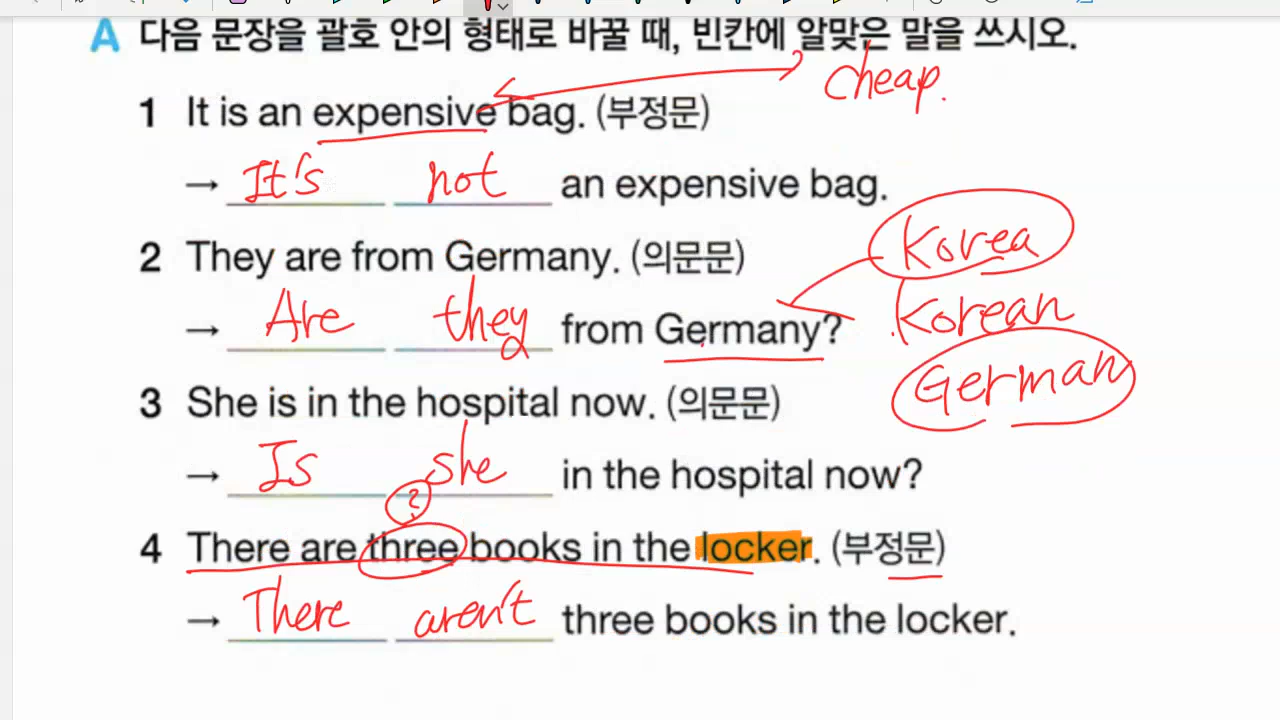 A 다음 문장을 괄호 안의 형태로 바꿀 때, 빈칸에 알맞은 말을 쓰시오.
cheap.
1 It is an expensive bag. (부정문)
→ It's not an expensive bag.
Korea
2 They are from Germany. (의문문)
Korean
→ Are they from Germany?
German
3 She is in the hospital now. (의문문)
→ Is she in the hospital now?
?
4 There are three books in the locker. (부정문)
→ There aren't three books in the locker.